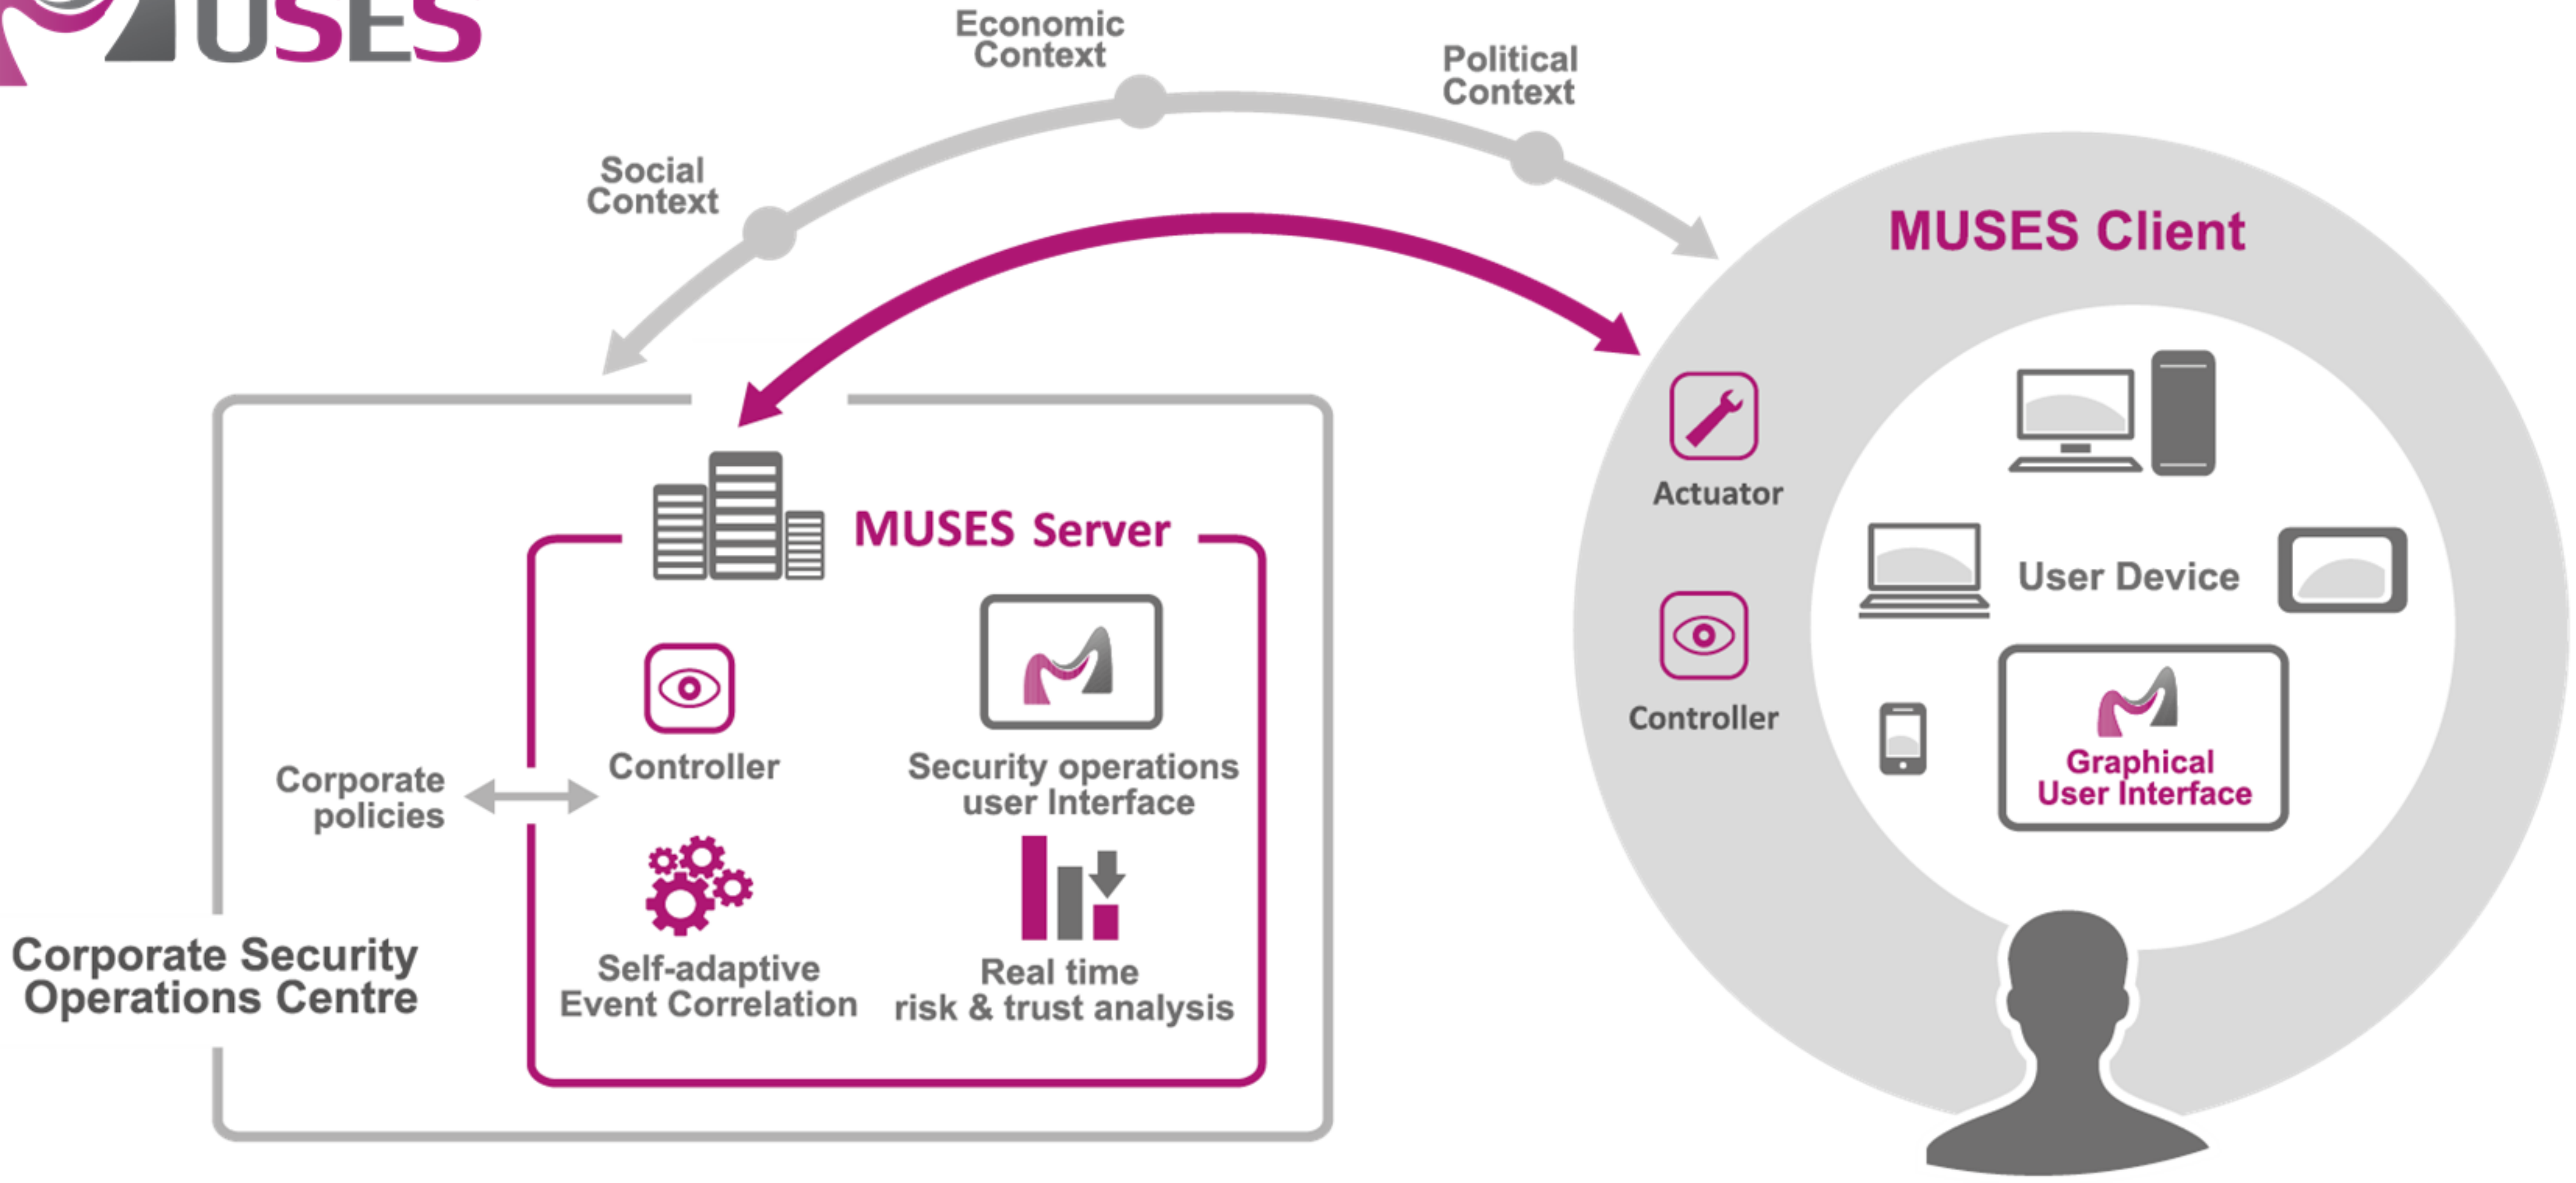 MUSES
Economic
Context
Political
Context
Social
Context
MUSES Client
Actuator
User Device
Controller
Graphical
User Interface
MUSES Server
Controller
Security operations
user Interface
Corporate
policies
Self-adaptive
Event Correlation
Real time
risk & trust analysis
Corporate Security
Operations Centre